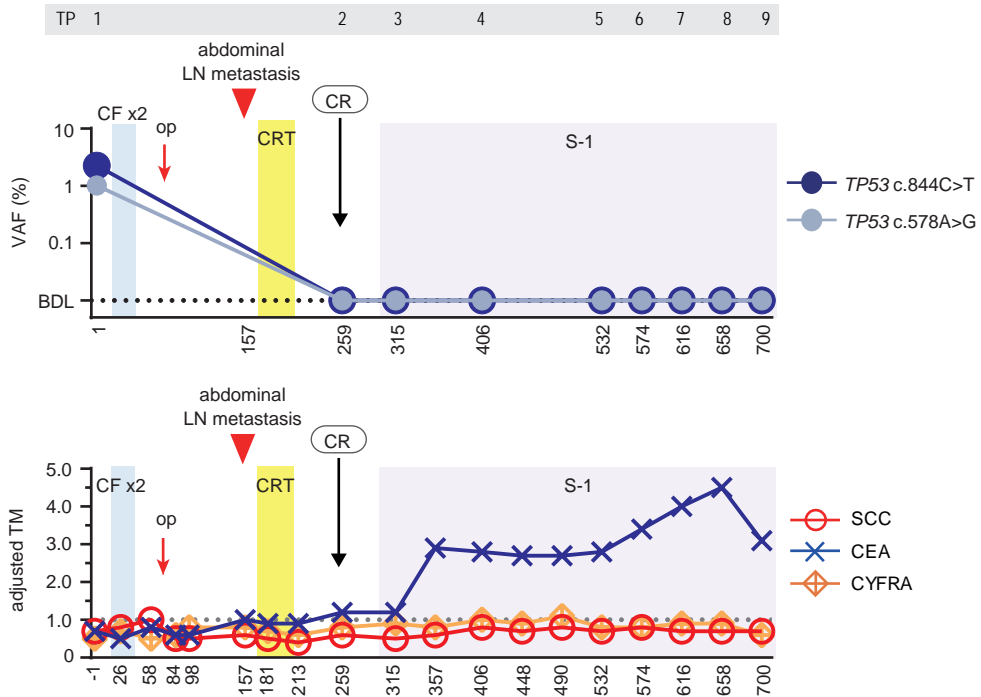 TP 1 2 3 4 5 6 7 8 9
abdominal
LN metastasis
CR
CF x2
op
CRT
S-1
10
1
0.1
BDL
VAF (%)
1 157 259 315 406 532 574 616 658 700
TP53 c.844C>T
TP53 c.578A>G
abdominal
LN metastasis
CR
CF x2
op
CRT
S-1
5.0
4.0
3.0
2.0
1.0
0
adjusted TM
-1 26 58 84 98 157 181 213 259 315 357 406 448 490 532 574 616 658 700
SCC
CEA
CYFRA